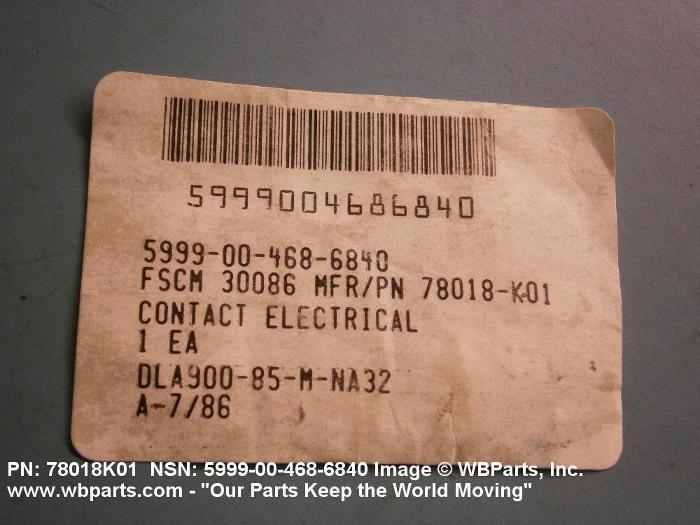 5999004686840
5999-00-468-6840
FSCM 30086 MFR/PN 78018-K01
CONTACT ELECTRICAL
1 EA
DLA900-85-M-NA32
A-7/86
PN: 78018K01 NSN: 5999-00-468-6840 Image © WBParts, Inc.
www.wbparts.com - "Our Parts Keep the World Moving"